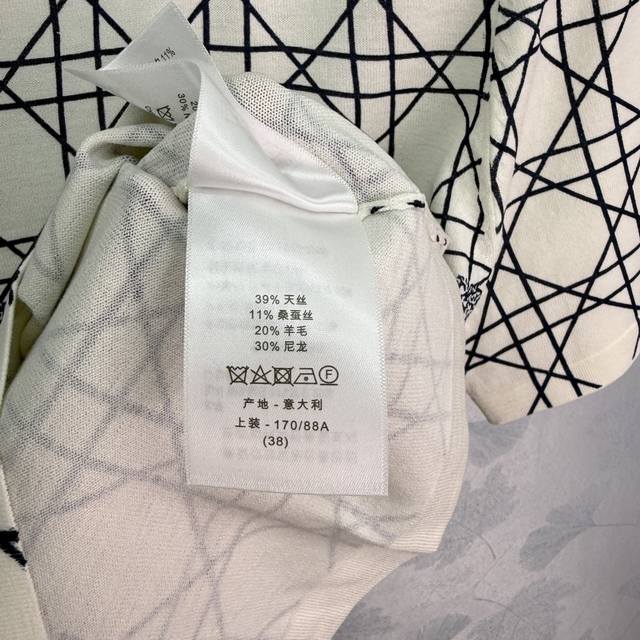 39% 天丝
11% 桑蚕丝
20% 羊毛
30% 尼龙
F
产地 - 意大利
上装 - 170/88A
(38)